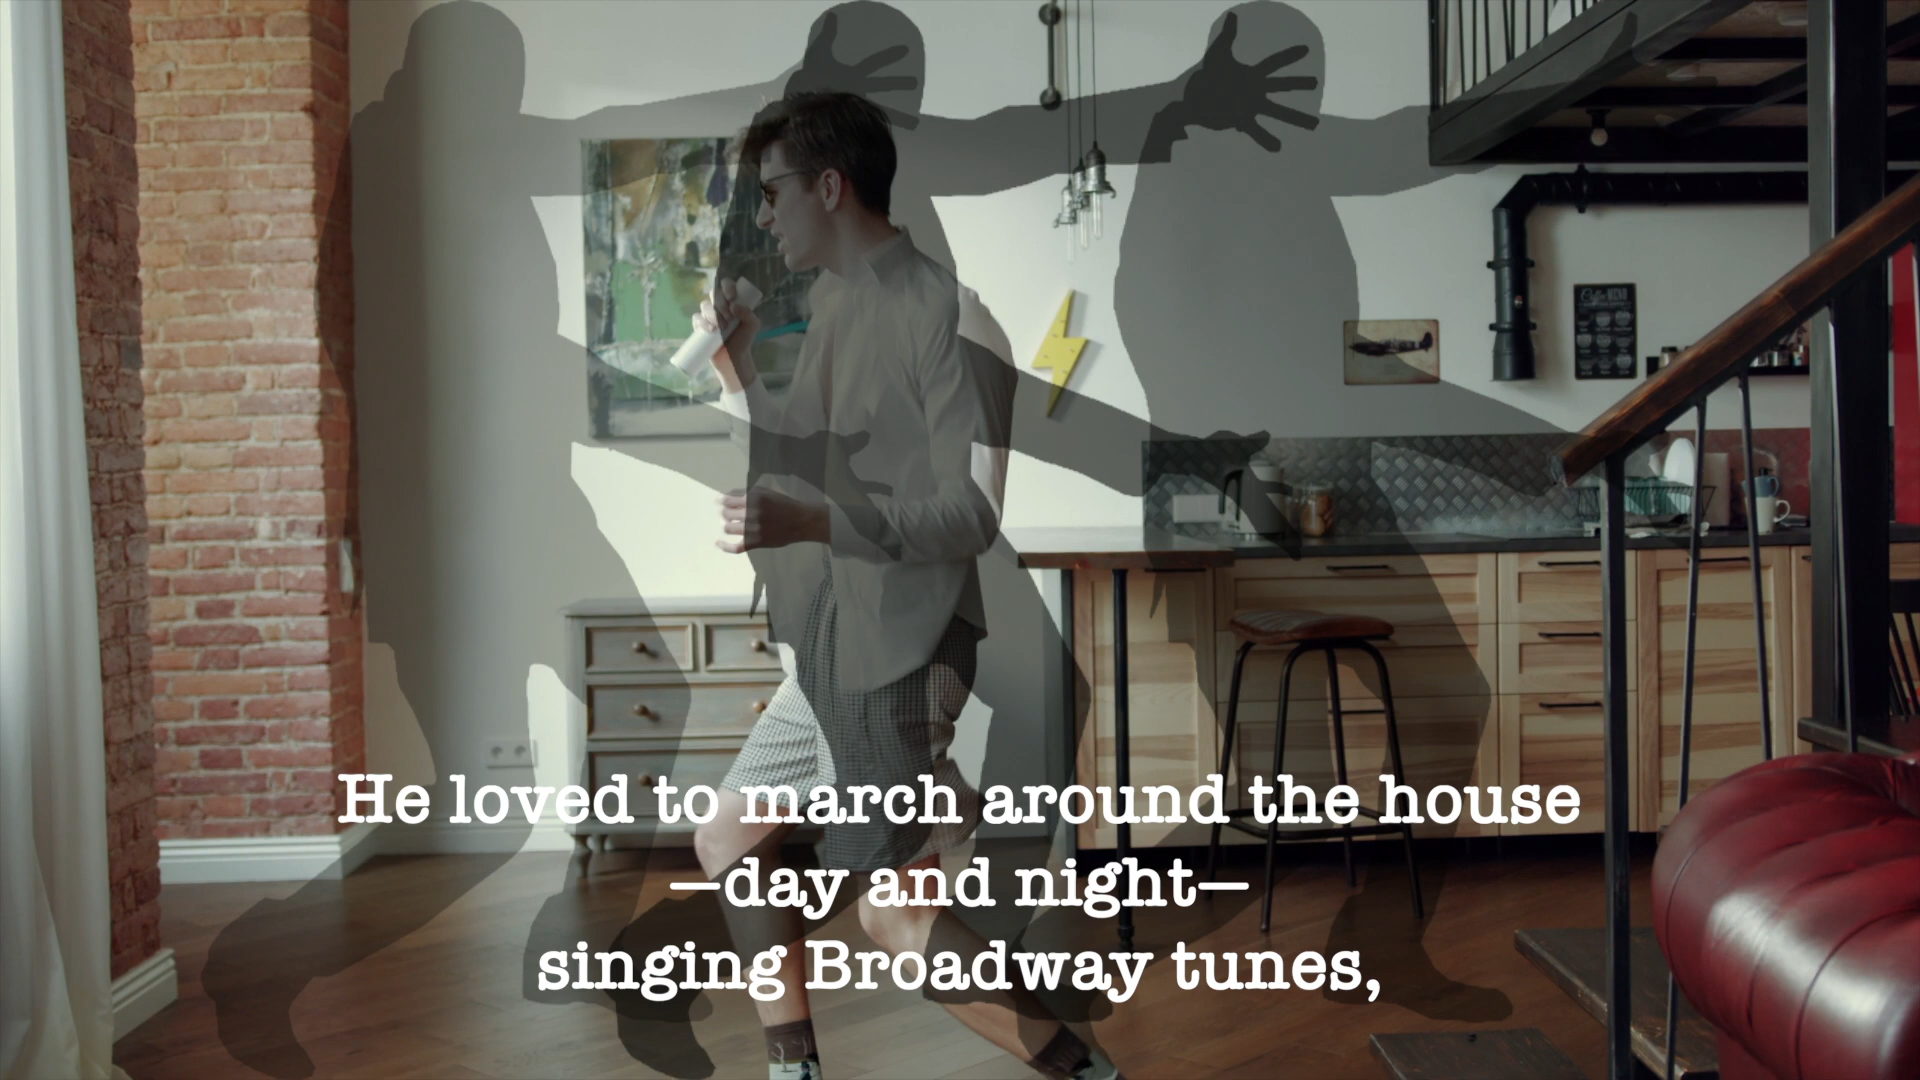 He loved to march around the house
—day and night—
singing Broadway tunes,